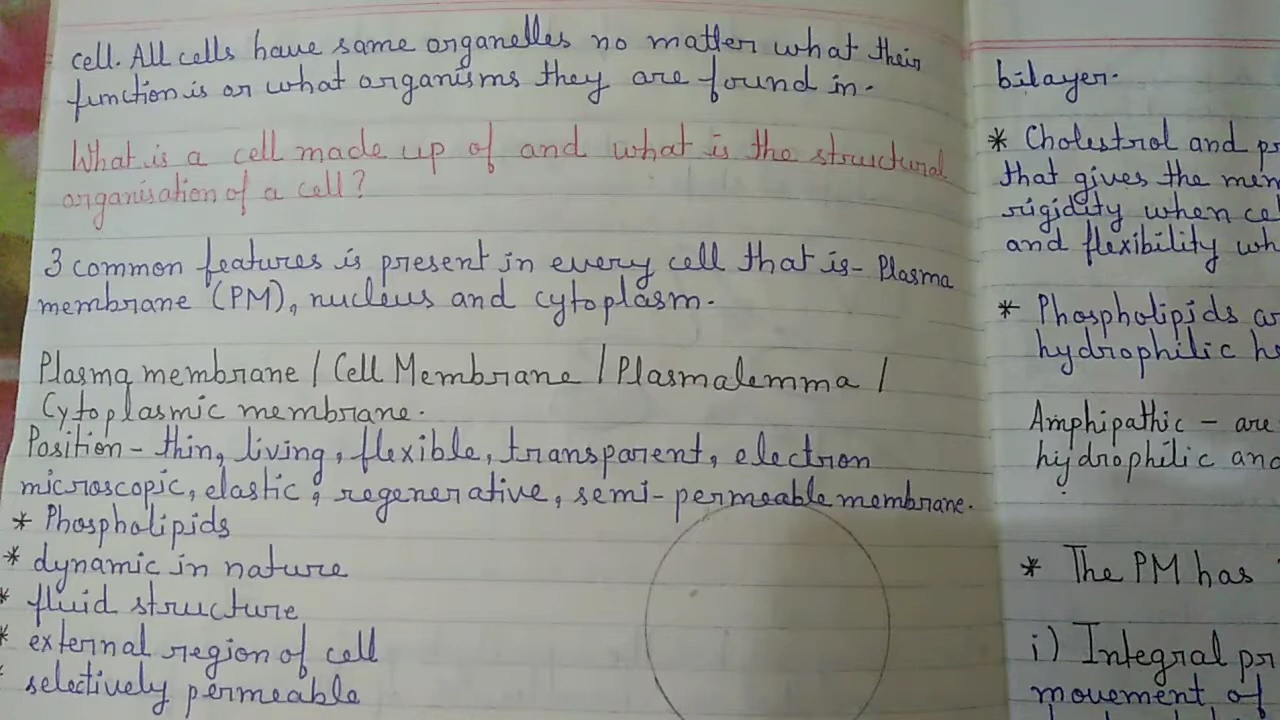 cell. All cells have same organelles no matter what their
function is or what organisms they are found in.
What is a cell made up of and what is the structural
organisation of a cell?
3 common features is present in every cell that is- Plasma
membrane (PM), nucleus and cytoplasm.
Plasma membrane / Cell Membrane / Plasmalemma /
Cytoplasmic membrane.
Position - thin, living, flexible, transparent, electron
microscopic, elastic, regenerative, semi-permeable membrane.
* Phospholipids
* dynamic in nature
* fluid structure
* external region of cell
* selectively permeable
bilayer.
* Cholestrol and
that gives the
rigidity when
and flexibility
* Phospholipids
hydrophilic
Amphipathic - are
hydrophilic and
* The PM has
i) Integral
movement of